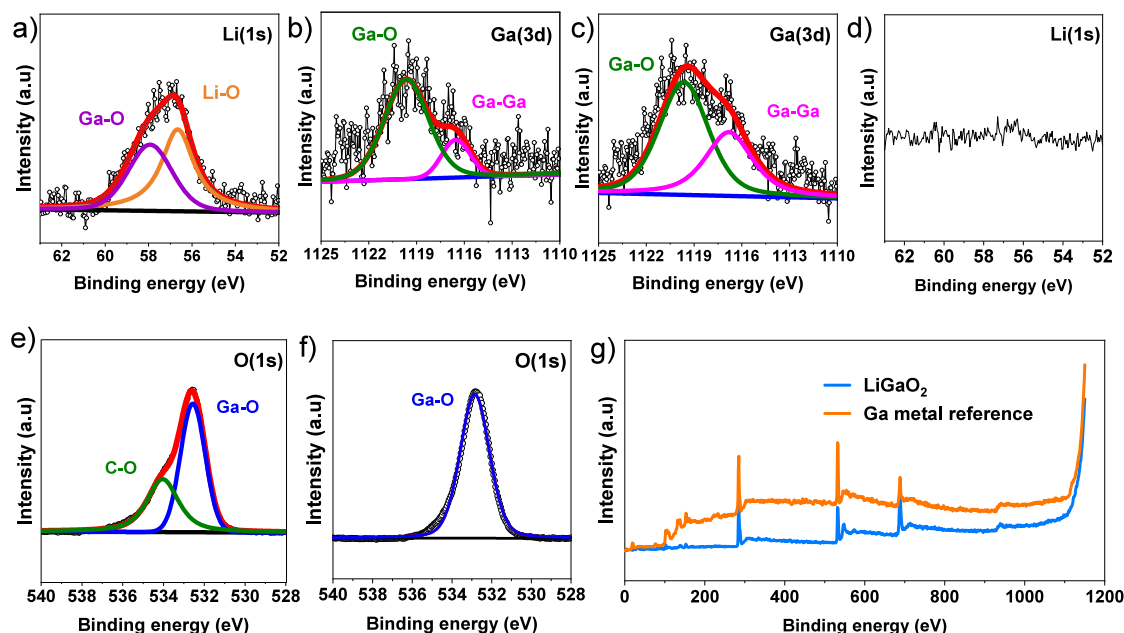 a)
Li(1s)
Ga-O
Li-O
Intensity (a.u)
62 60 58 56 54 52
Binding energy (eV)
b)
Ga(3d)
Ga-O
Ga-Ga
Intensity (a.u)
1125 1122 1119 1116 1113 1110
Binding energy (eV)
c)
Ga(3d)
Ga-O
Ga-Ga
Intensity (a.u)
1125 1122 1119 1116 1113 1110
Binding energy (eV)
d)
Li(1s)
Intensity (a.u)
62 60 58 56 54 52
Binding energy (eV)
e)
O(1s)
Ga-O
C-O
Intensity (a.u)
540 538 536 534 532 530 528
Binding energy (eV)
f)
O(1s)
Ga-O
Intensity (a.u)
540 538 536 534 532 530 528
Binding energy (eV)
g)
LiGaO₂
Ga metal reference
Intensity (a.u)
0 200 400 600 800 1000 1200
Binding energy (eV)